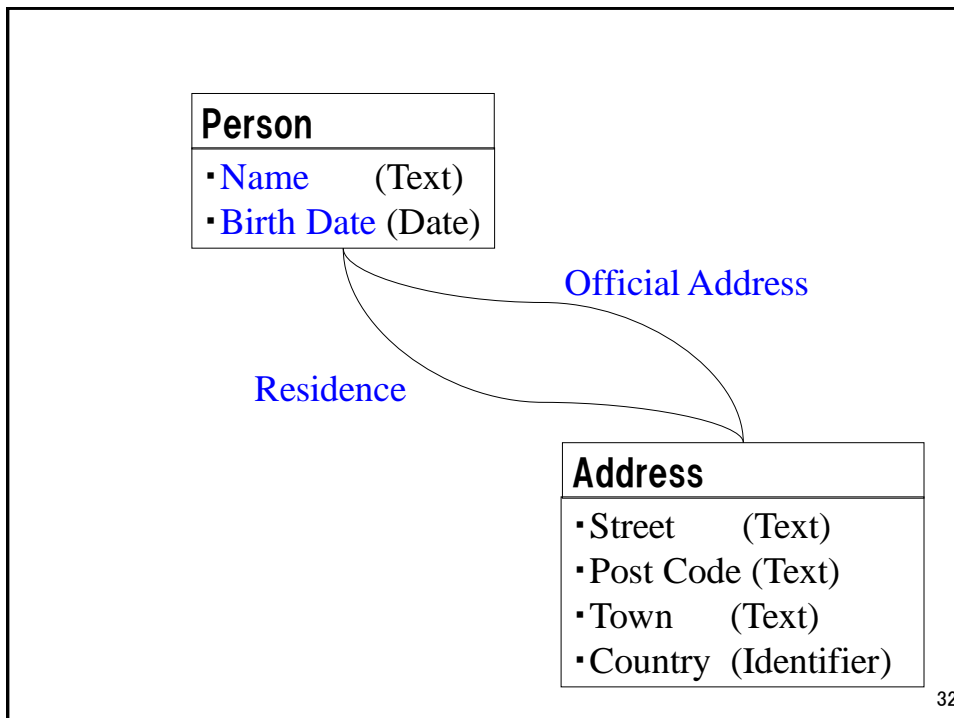 Person
▪Name (Text)
▪Birth Date (Date)
Official Address
Residence
Address
▪Street (Text)
▪Post Code (Text)
▪Town (Text)
▪Country (Identifier)
32